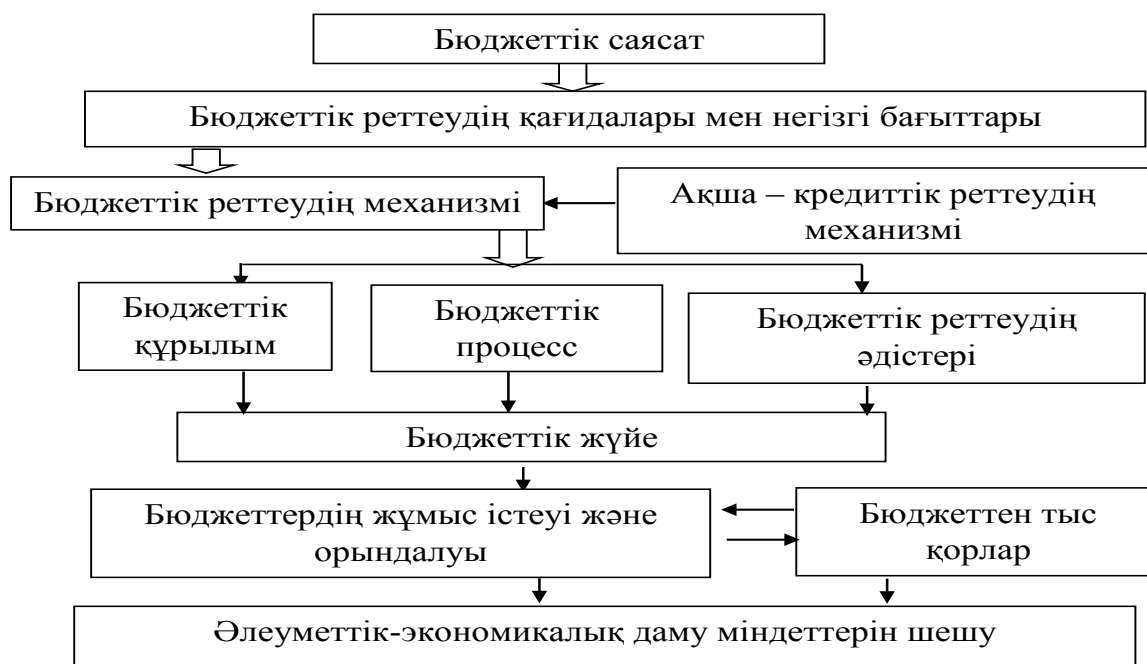 Бюджеттік саясат
Бюджеттік реттеудің қағидалары мен негізгі бағыттары
Бюджеттік реттеудің механизмі
Ақша – кредиттік реттеудің
механизмі
Бюджеттік
құрылым
Бюджеттік
процесс
Бюджеттік реттеудің
әдістері
Бюджеттік жүйе
Бюджеттердің жұмыс істеуі және
орындалуы
Бюджеттен тыс
қорлар
Әлеуметтік-экономикалық даму міндеттерін шешу